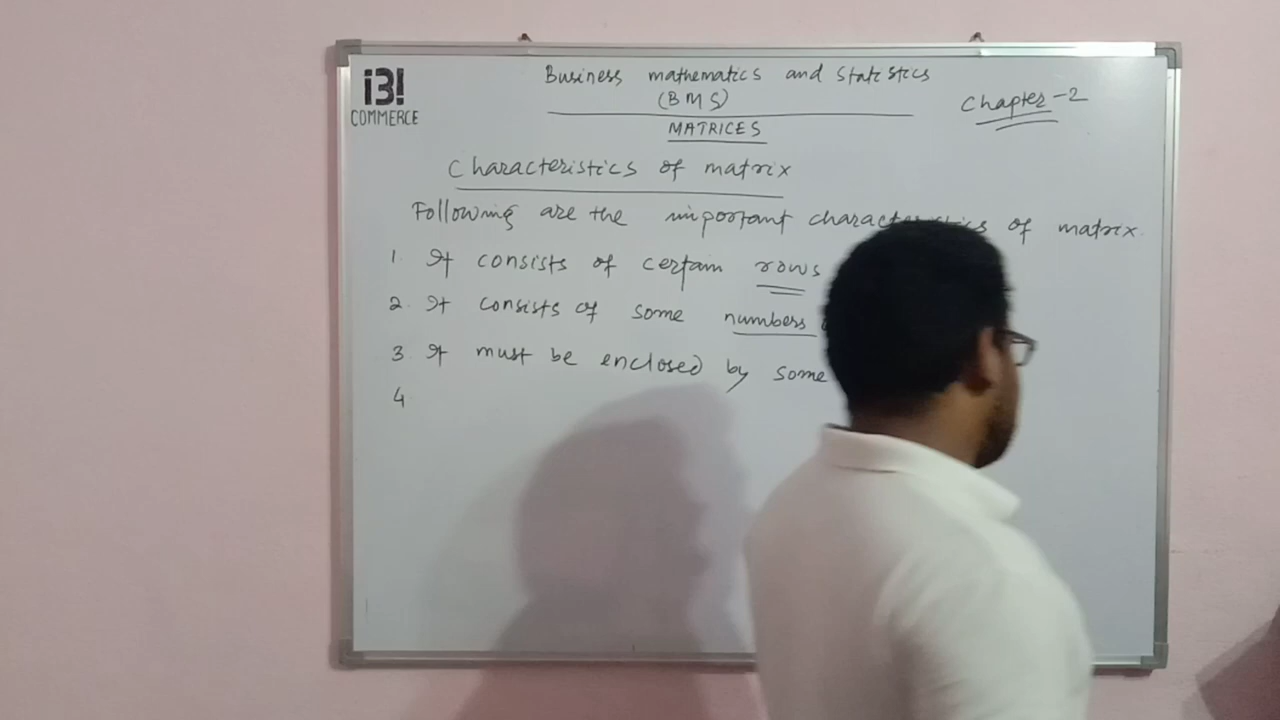 i3!
COMMERCE
Business mathematics and statistics
(BMS)
Chapter-2
MATRICES
Characteristics of matrix
Following are the important characteristics of matrix.
1. It consists of certain rows
2. It consists of some numbers
3 It must be enclosed by some
4